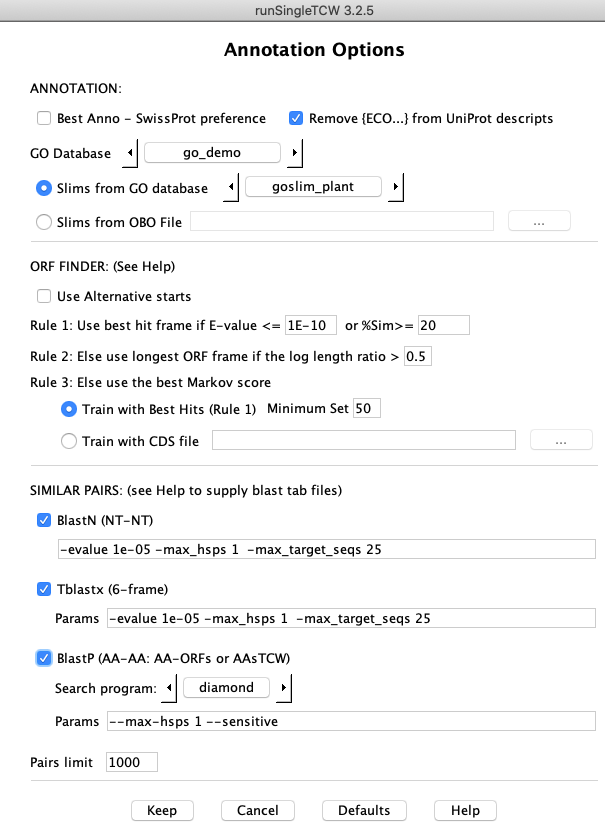 runSingleTCW 3.2.5
Annotation Options
ANNOTATION:
Best Anno - SwissProt preference Remove {ECO...} from UniProt descripts
GO Database go_demo
Slims from GO database goslim_plant
Slims from OBO File ...
ORF FINDER: (See Help)
Use Alternative starts
Rule 1: Use best hit frame if E-value <= 1E-10 or %Sim>= 20
Rule 2: Else use longest ORF frame if the log length ratio > 0.5
Rule 3: Else use the best Markov score
Train with Best Hits (Rule 1) Minimum Set 50
Train with CDS file ...
SIMILAR PAIRS: (see Help to supply blast tab files)
BlastN (NT-NT)
-evalue 1e-05 -max_hsps 1  -max_target_seqs 25
Tblastx (6-frame)
Params -evalue 1e-05 -max_hsps 1  -max_target_seqs 25
BlastP (AA-AA: AA-ORFs or AAsTCW)
Search program: diamond
Params --max-hsps 1 --sensitive
Pairs limit 1000
Keep Cancel Defaults Help